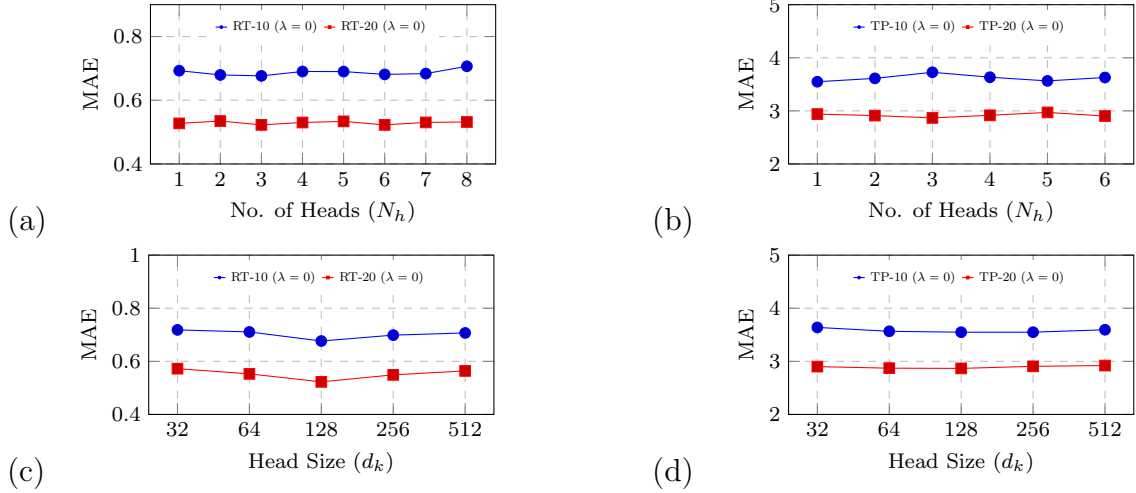 RT-10 (λ = 0) RT-20 (λ = 0)
0.8
0.6
0.4
MAE
1 2 3 4 5 6 7 8
No. of Heads (N_h)
(a)
TP-10 (λ = 0) TP-20 (λ = 0)
5
4
3
2
MAE
1 2 3 4 5 6
No. of Heads (N_h)
(b)
RT-10 (λ = 0) RT-20 (λ = 0)
1
0.8
0.6
0.4
MAE
32 64 128 256 512
Head Size (d_k)
(c)
TP-10 (λ = 0) TP-20 (λ = 0)
5
4
3
2
MAE
32 64 128 256 512
Head Size (d_k)
(d)